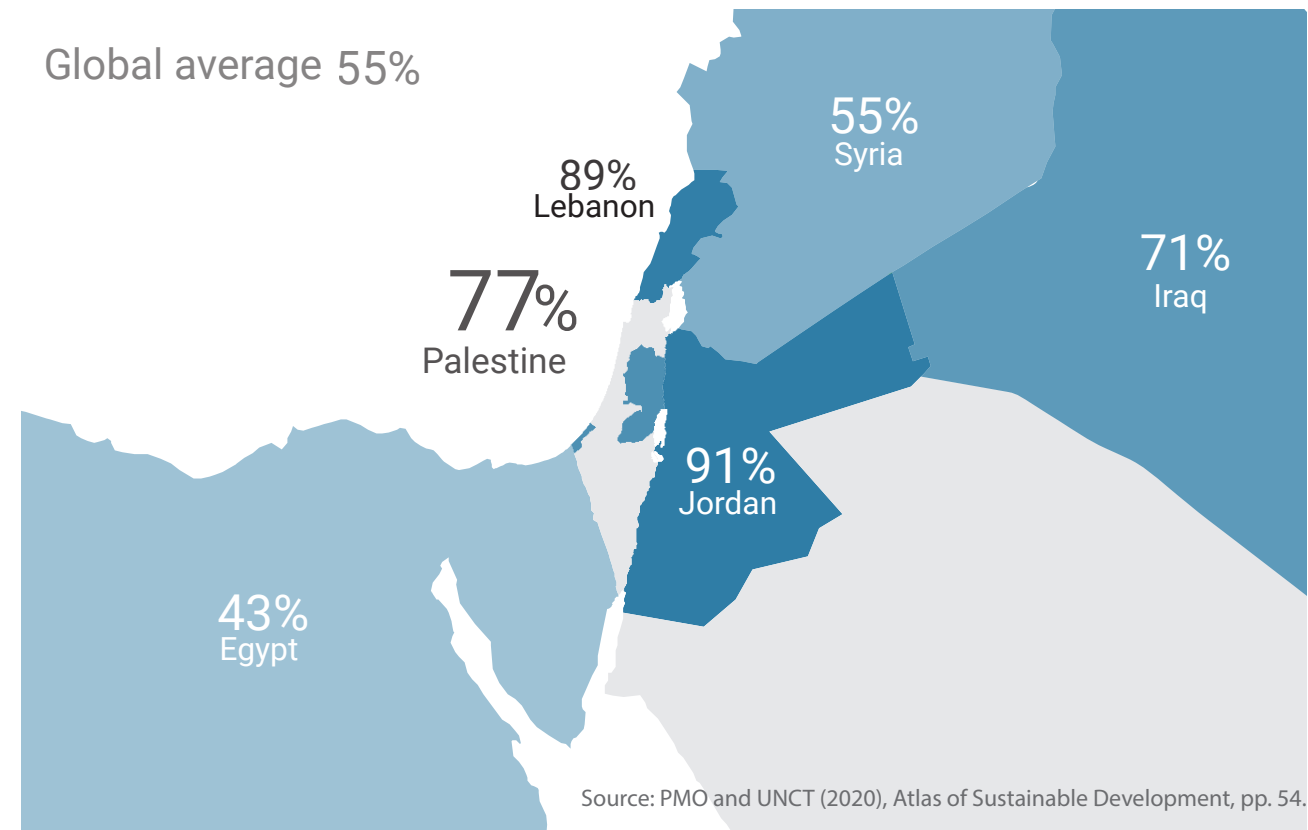 Global average 55%
55%
Syria
89%
Lebanon
71%
Iraq
77%
Palestine
91%
Jordan
43%
Egypt
Source: PMO and UNCT (2020), Atlas of Sustainable Development, pp. 54.